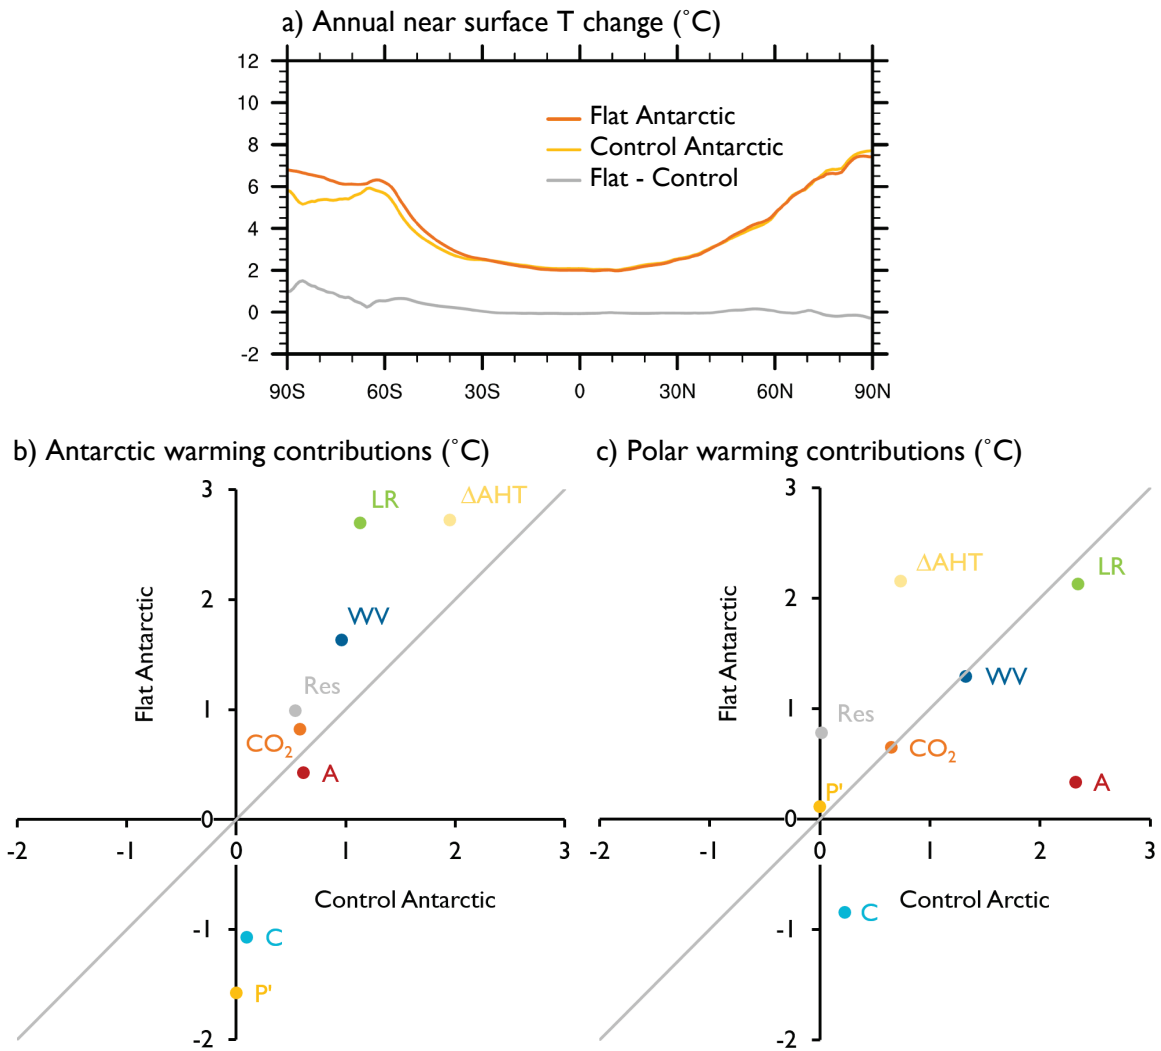 a) Annual near surface T change (˚C)
12
10
8
6
4
2
0
-2
Flat Antarctic
Control Antarctic
Flat - Control
90S 60S 30S 0 30N 60N 90N
b) Antarctic warming contributions (˚C)
3
2
1
0
-1
-2
-2 -1 0 1 2 3
Flat Antarctic
Control Antarctic
LR
ΔAHT
WV
Res
CO₂
A
C
P'
c) Polar warming contributions (˚C)
3
2
1
0
-1
-2
-2 -1 0 1 2 3
Flat Antarctic
Control Arctic
ΔAHT
LR
WV
Res
CO₂
A
P'
C